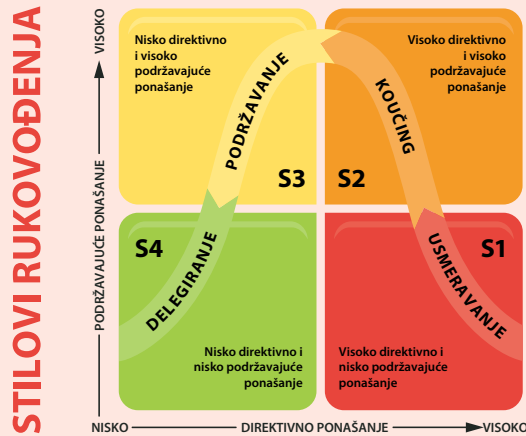 STILOVI RUKOVOĐENJA
VISOKO
PODRŽAVAJUĆE PONAŠANJE
Nisko direktivno
i visoko
podržavajuće
ponašanje
PODRŽAVANJE
S3
Visoko direktivno
i visoko
podržavajuće
ponašanje
KOUČING
S2
S4
DELEGIRANJE
Nisko direktivno i
nisko podržavajuće
ponašanje
S1
USMERAVANJE
Visoko direktivno i
nisko podržavajuće
ponašanje
NISKO
DIREKTIVNO PONAŠANJE
VISOKO